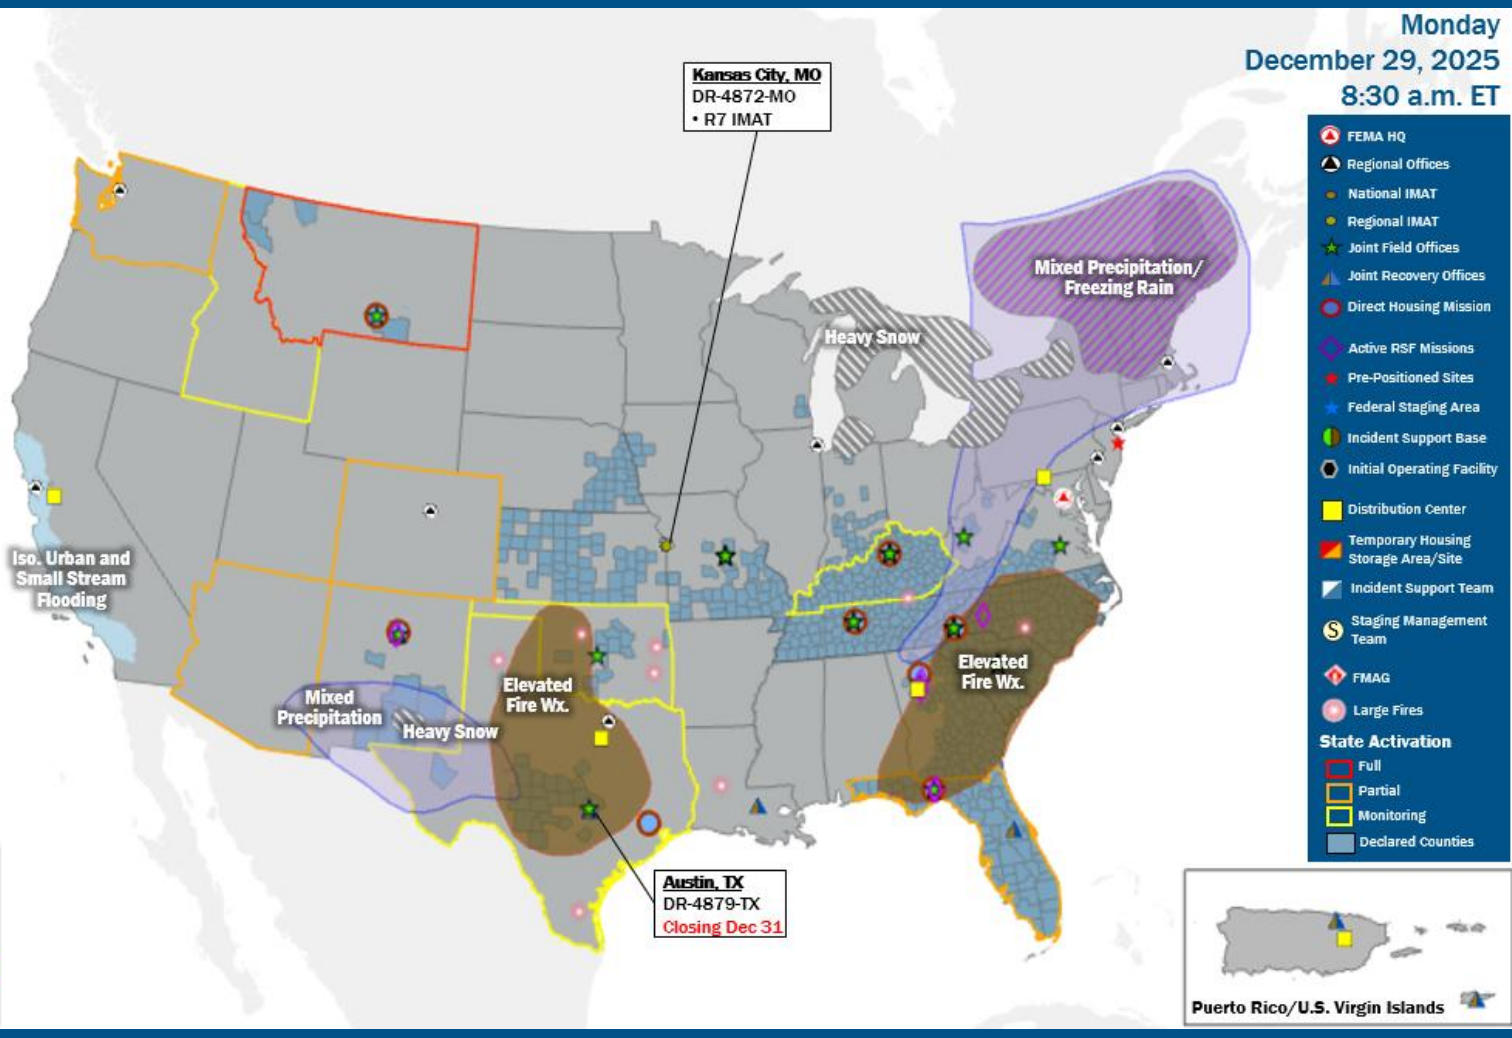 Monday
December 29, 2025
8:30 a.m. ET
Kansas City, MO
DR-4872-MO
• R7 IMAT
Mixed Precipitation/
Freezing Rain
Heavy Snow
Iso. Urban and
Small Stream
Flooding
Mixed
Precipitation
Heavy Snow
Elevated
Fire Wx.
Elevated
Fire Wx.
Austin, TX
DR-4879-TX
Closing Dec 31
FEMA HQ
Regional Offices
National IMAT
Regional IMAT
Joint Field Offices
Joint Recovery Offices
Direct Housing Mission
Active RSF Missions
Pre-Positioned Sites
Federal Staging Area
Incident Support Base
Initial Operating Facility
Distribution Center
Temporary Housing
Storage Area/Site
Incident Support Team
S
Staging Management
Team
FMAG
Large Fires
State Activation
Full
Partial
Monitoring
Declared Counties
Puerto Rico/U.S. Virgin Islands